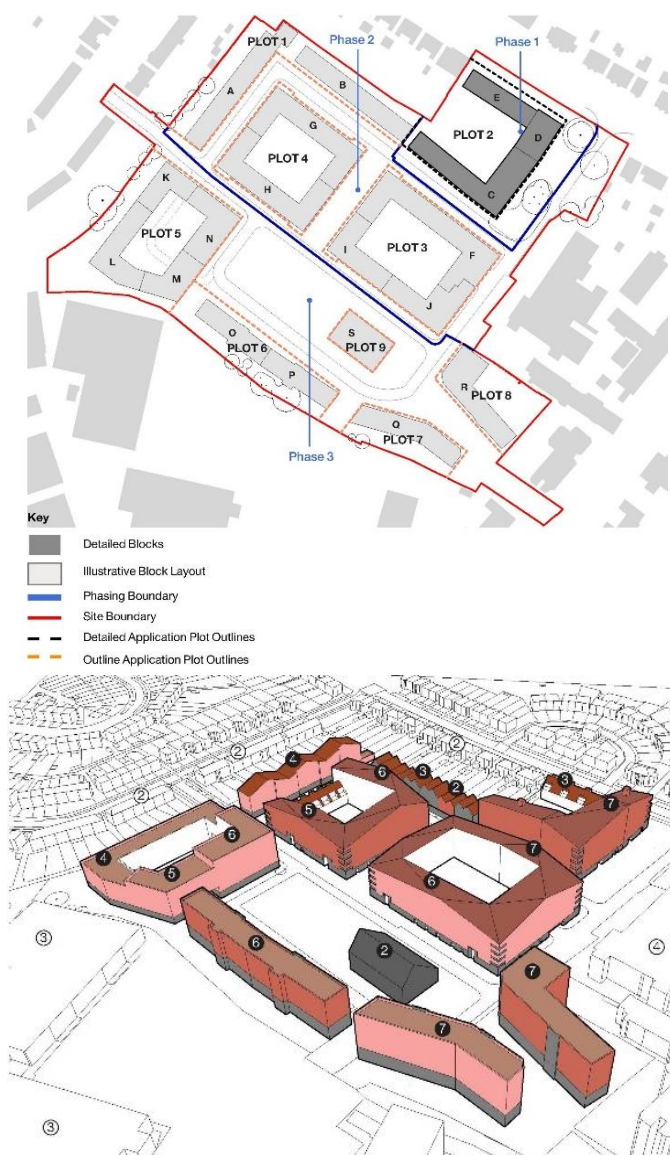 Phase 2
Phase 1
PLOT 1
A
B
E
D
PLOT 2
C
G
PLOT 4
H
K
PLOT 5
N
L
M
I
PLOT 3
F
J
O
PLOT 6
P
S
PLOT 9
R
PLOT 8
Q
PLOT 7
Phase 3
Key
Detailed Blocks
Illustrative Block Layout
Phasing Boundary
Site Boundary
Detailed Application Plot Outlines
Outline Application Plot Outlines
2
2
4
6
3
2
3
7
2
5
6
4
5
7
6
6
2
7
7
3
4
3